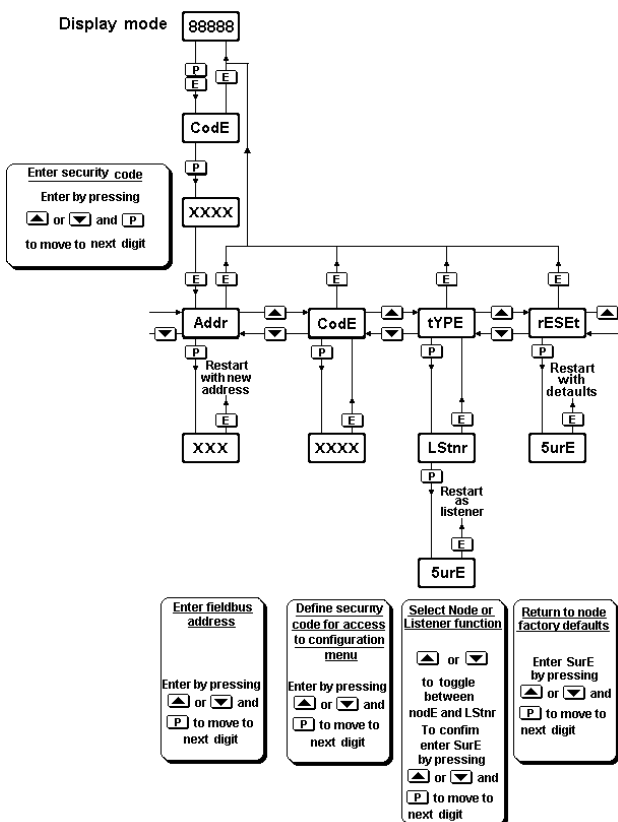 Display mode
88888
P
E
E
CodE
P
Enter security code
Enter by pressing
or and P
to move to next digit
XXXX
E
E
E
E
E
Addr
CodE
tYPE
rESEt
P
Restart
with new
address
E
P
E
P
E
P
Restart
with
detaults
E
XXX
XXXX
LStnr
5urE
P
Restart
as
listener
E
5urE
Enter fieldbus
address
Enter by pressing
or and
P to move to
next digit
Define security
code for access
to configuration
menu
Enter by pressing
or and
P to move to
next digit
Select Node or
Listener function
or
to toggle
between
nodE and LStnr
To confim
enter SurE
by pressing
or and
P to move to
next digit
Return to node
factory defaults
Enter SurE
by pressing
or and
P to move to
next digit